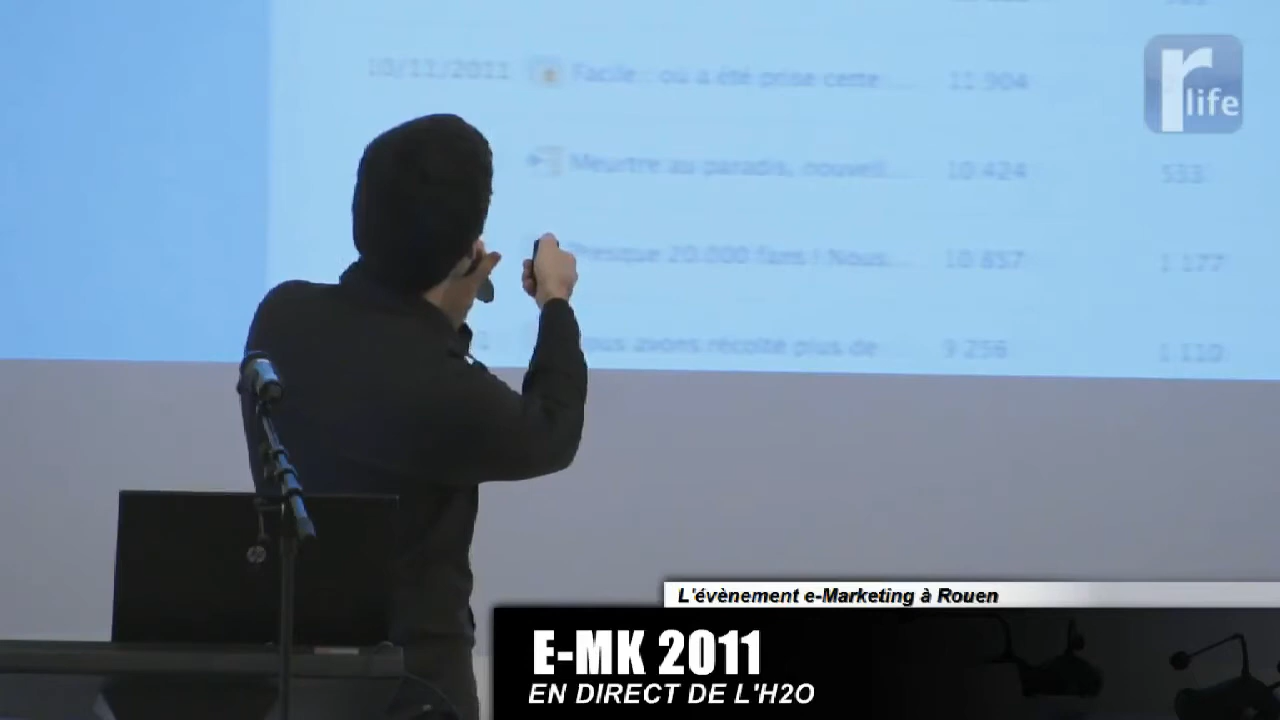 10/11/2011 Facile : où a été prise cette ... 11 904
Meurtre au paradis, nouvell... 10 424 533
Presque 20.000 fans ! Nous... 10 857 1 177
nous avons récolté plus de 9 256 1 110
r life
L'évènement e-Marketing à Rouen
E-MK 2011
EN DIRECT DE L'H2O